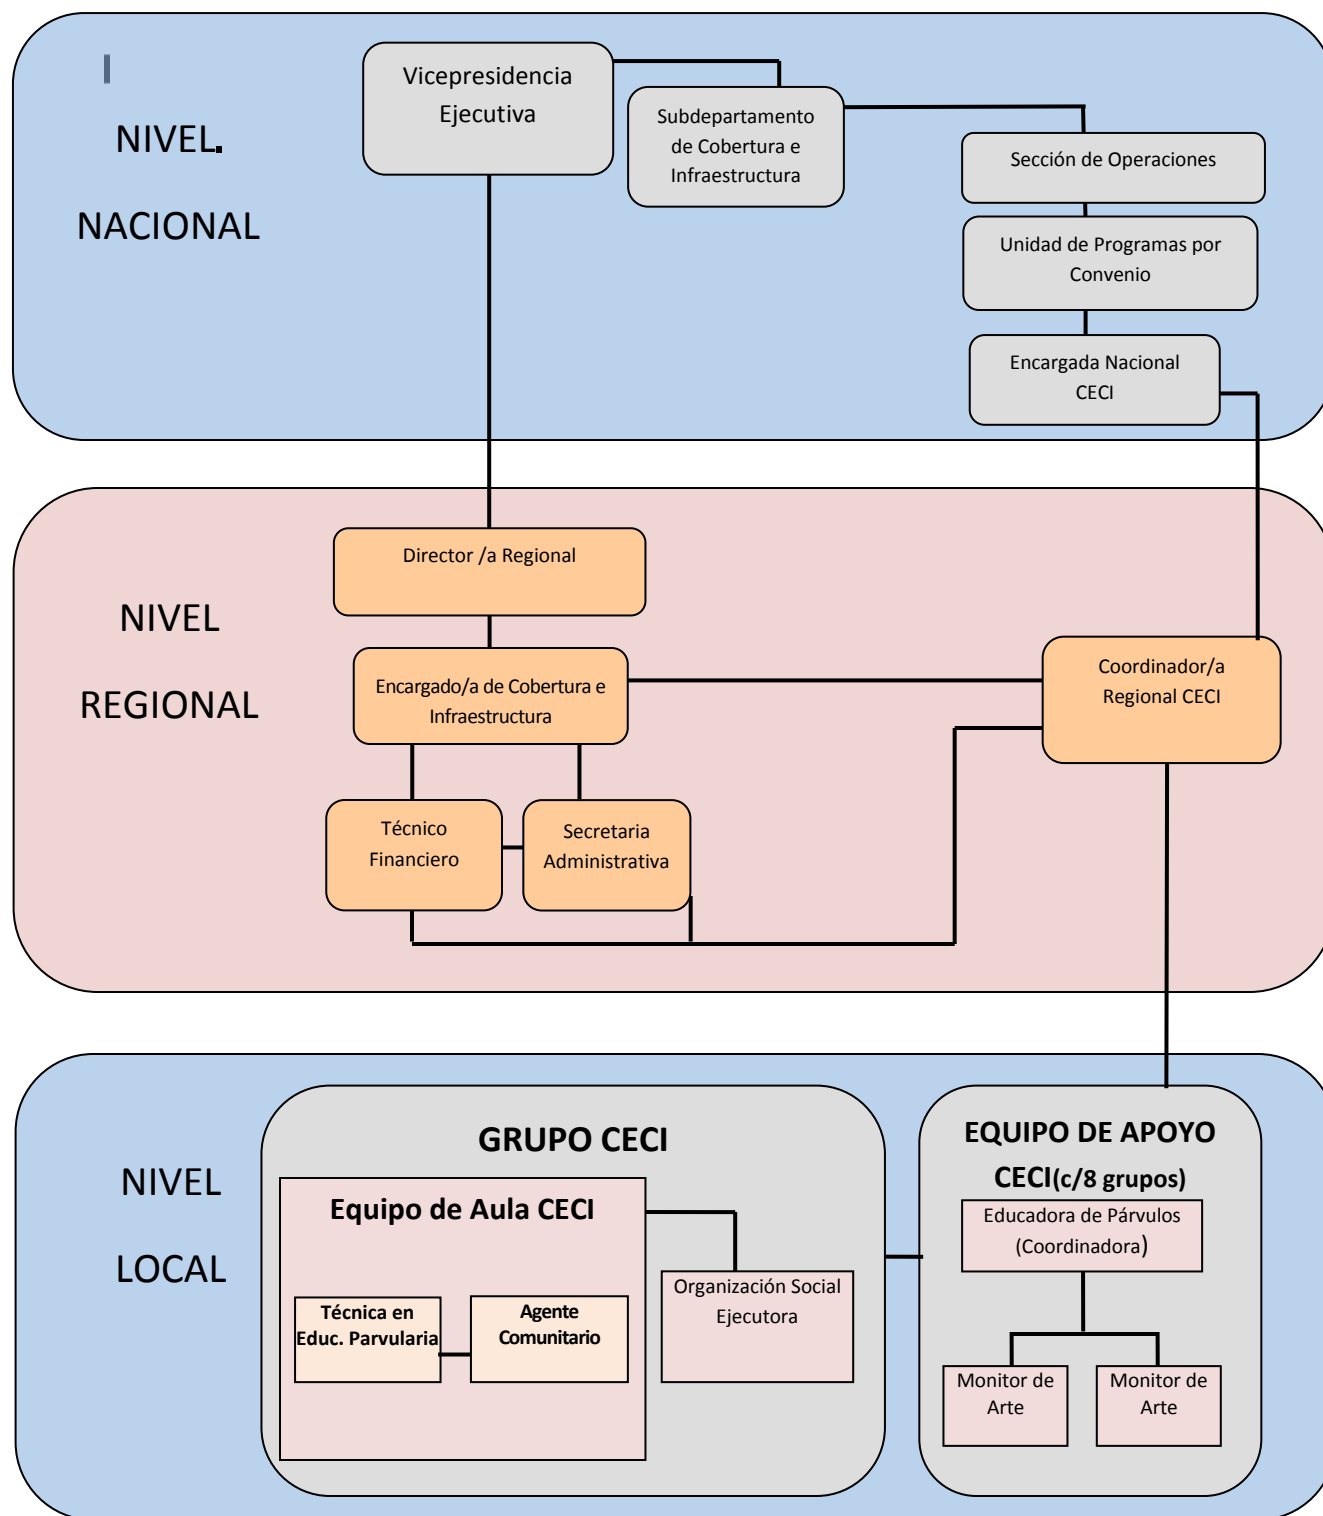 NIVEL.
NACIONAL
Vicepresidencia
Ejecutiva
Subdepartamento
de Cobertura e
Infraestructura
Sección de Operaciones
Unidad de Programas por
Convenio
Encargada Nacional
CECI
NIVEL
REGIONAL
Director /a Regional
Encargado/a de Cobertura e
Infraestructura
Coordinador/a
Regional CECI
Técnico
Financiero
Secretaria
Administrativa
NIVEL
LOCAL
GRUPO CECI
Equipo de Aula CECI
Técnica en
Educ. Parvularia
Agente
Comunitario
Organización Social
Ejecutora
EQUIPO DE APOYO
CECI(c/8 grupos)
Educadora de Párvulos
(Coordinadora)
Monitor de
Arte
Monitor de
Arte